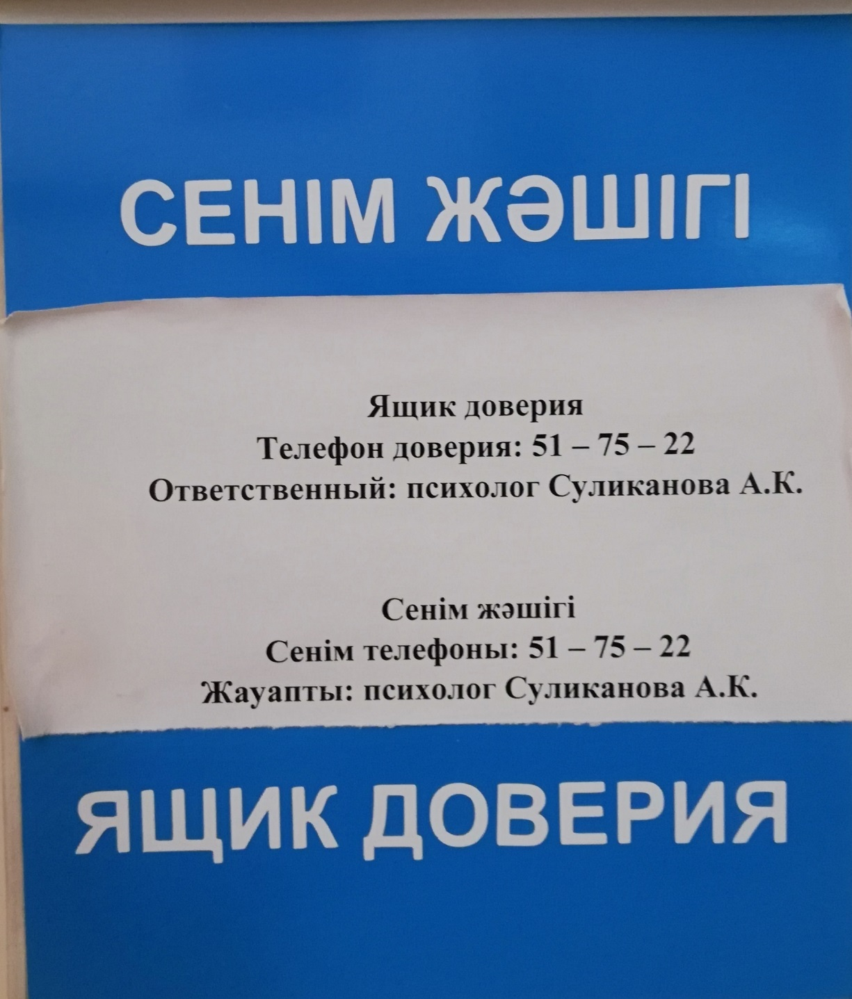 СЕНІМ ЖӘШІГІ
Ящик доверия
Телефон доверия: 51 – 75 – 22
Ответственный: психолог Суликанова А.К.
Сенім жәшігі
Сенім телефоны: 51 – 75 – 22
Жауапты: психолог Суликанова А.К.
ЯЩИК ДОВЕРИЯ